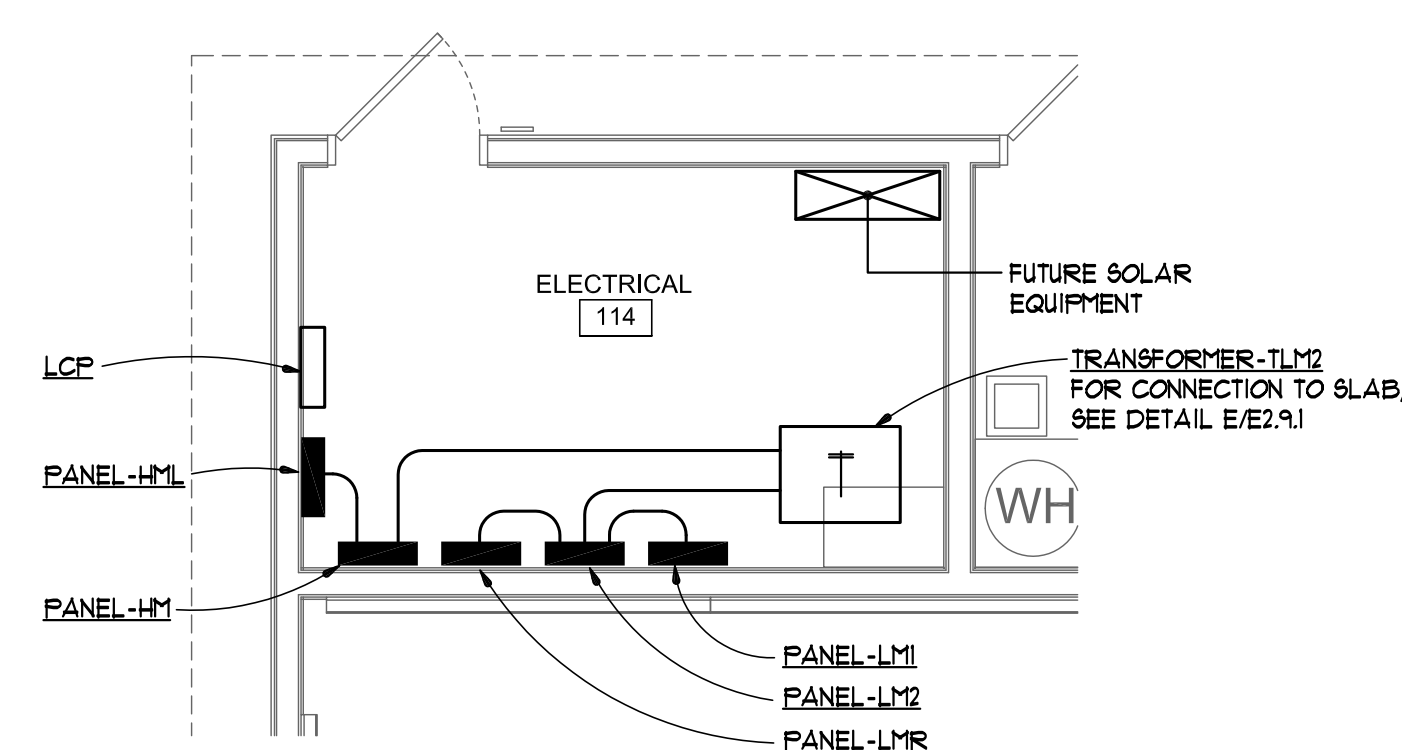 ELECTRICAL
114
FUTURE SOLAR
EQUIPMENT
LCP
TRANSFORMER-TLM2
FOR CONNECTION TO SLAB,
SEE DETAIL E/E2.9.1
PANEL-HML
WH
PANEL-HM
PANEL-LM1
PANEL-LM2
PANEL-LMR